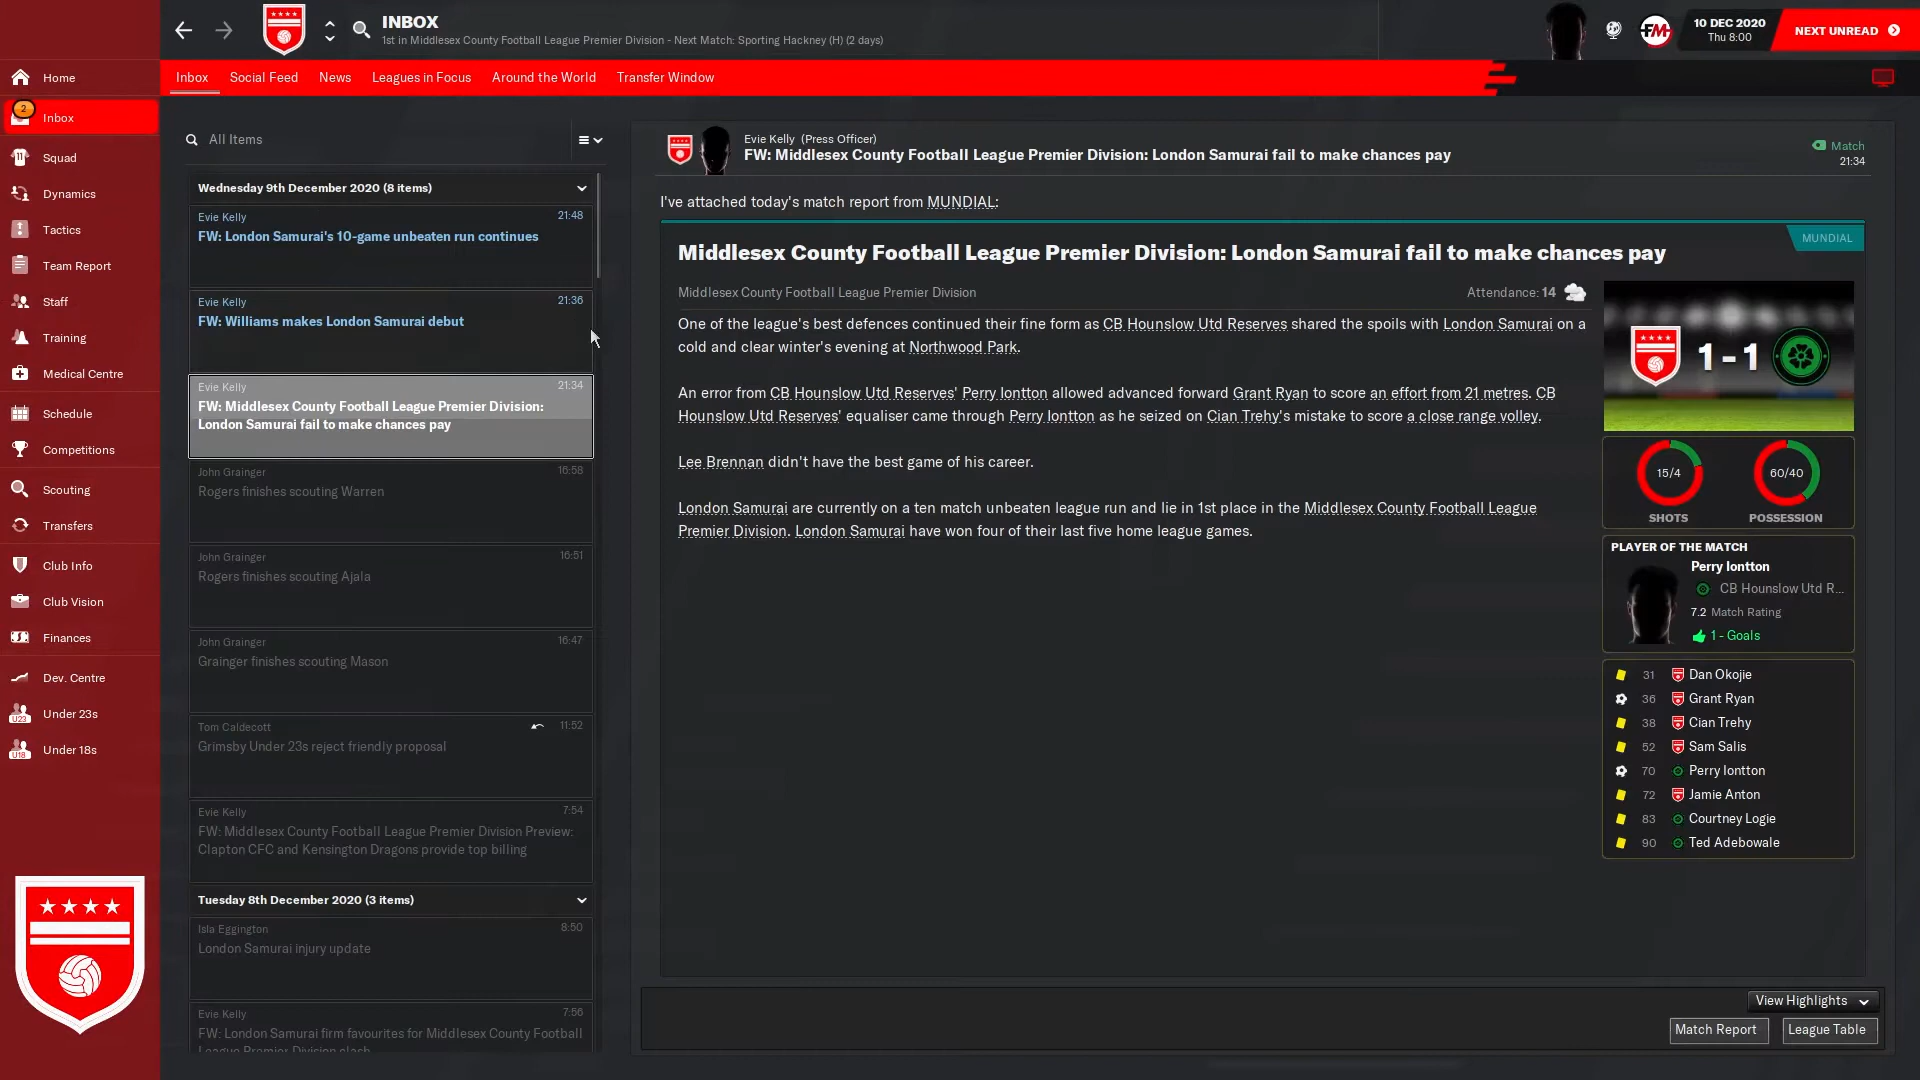 INBOX
1st in Middlesex County Football League Premier Division - Next Match: Sporting Hackney (H) (2 days)
FM
10 DEC 2020
Thu 8:00
NEXT UNREAD
Inbox
Social Feed
News
Leagues in Focus
Around the World
Transfer Window
Home
2
Inbox
Squad
Dynamics
Tactics
Team Report
Staff
Training
Medical Centre
Schedule
Competitions
Scouting
Transfers
Club Info
Club Vision
Finances
Dev. Centre
U23
Under 23s
U18
Under 18s
All Items
Wednesday 9th December 2020 (8 items)
Evie Kelly 21:48
FW: London Samurai's 10-game unbeaten run continues
Evie Kelly 21:36
FW: Williams makes London Samurai debut
Evie Kelly 21:34
FW: Middlesex County Football League Premier Division:
London Samurai fail to make chances pay
John Grainger 16:58
Rogers finishes scouting Warren
John Grainger 16:51
Rogers finishes scouting Ajala
John Grainger 16:47
Grainger finishes scouting Mason
Tom Caldecott 11:52
Grimsby Under 23s reject friendly proposal
Evie Kelly 7:54
FW: Middlesex County Football League Premier Division Preview:
Clapton CFC and Kensington Dragons provide top billing
Tuesday 8th December 2020 (3 items)
Isla Eggington 8:50
London Samurai injury update
Evie Kelly 7:56
FW: London Samurai firm favourites for Middlesex County Football
League Premier Division clash
Evie Kelly (Press Officer)
FW: Middlesex County Football League Premier Division: London Samurai fail to make chances pay
Match
21:34
I've attached today's match report from MUNDIAL:
MUNDIAL
Middlesex County Football League Premier Division: London Samurai fail to make chances pay
Middlesex County Football League Premier Division
Attendance: 14
One of the league's best defences continued their fine form as CB Hounslow Utd Reserves shared the spoils with London Samurai on a
cold and clear winter's evening at Northwood Park.
An error from CB Hounslow Utd Reserves' Perry Iontton allowed advanced forward Grant Ryan to score an effort from 21 metres. CB
Hounslow Utd Reserves' equaliser came through Perry Iontton as he seized on Cian Trehy's mistake to score a close range volley.
Lee Brennan didn't have the best game of his career.
London Samurai are currently on a ten match unbeaten league run and lie in 1st place in the Middlesex County Football League
Premier Division. London Samurai have won four of their last five home league games.
1 - 1
15/4
SHOTS
60/40
POSSESSION
PLAYER OF THE MATCH
Perry Iontton
CB Hounslow Utd R...
7.2 Match Rating
1 - Goals
31 Dan Okojie
36 Grant Ryan
38 Cian Trehy
52 Sam Salis
70 Perry Iontton
72 Jamie Anton
83 Courtney Logie
90 Ted Adebowale
View Highlights
Match Report
League Table